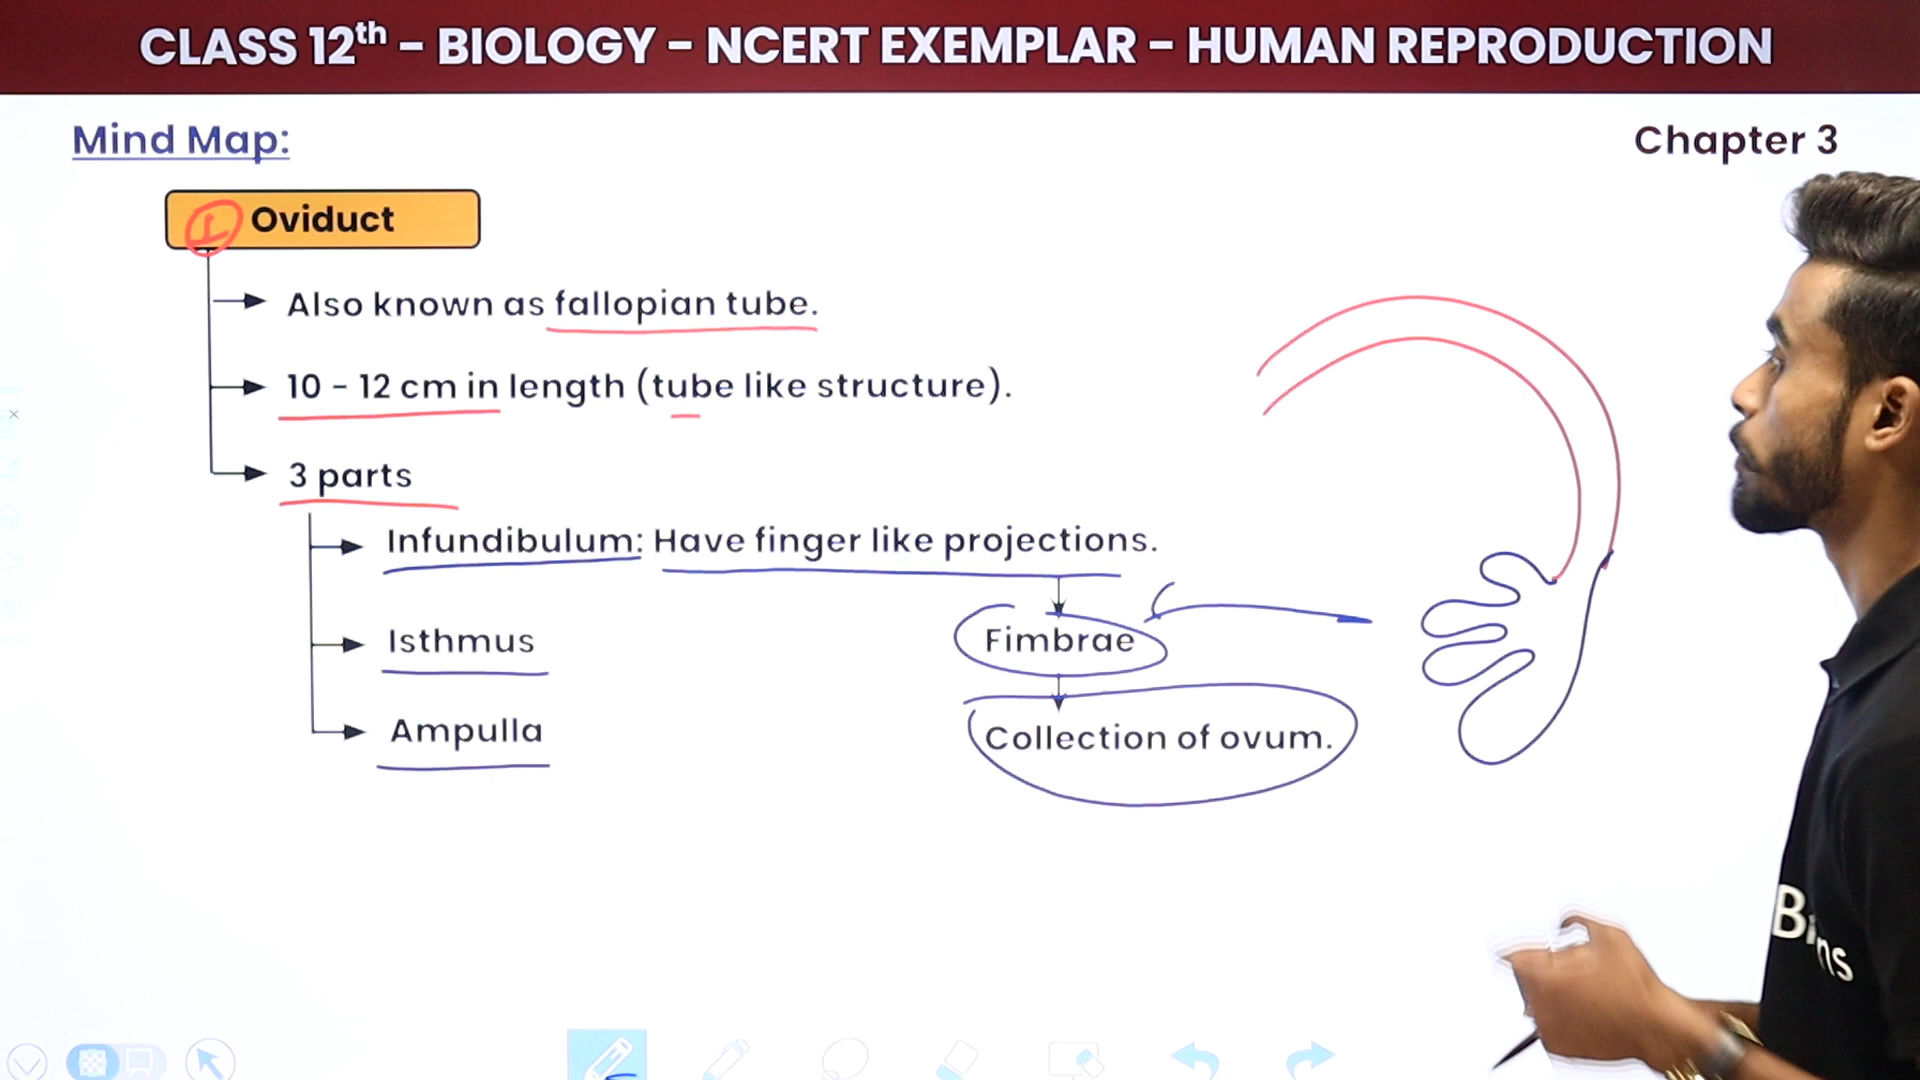 CLASS 12th – BIOLOGY – NCERT EXEMPLAR – HUMAN REPRODUCTION
Mind Map:
Chapter 3
1 Oviduct
Also known as fallopian tube.
10 - 12 cm in length (tube like structure).
3 parts
Infundibulum: Have finger like projections.
Isthmus
Fimbrae
Ampulla
Collection of ovum.